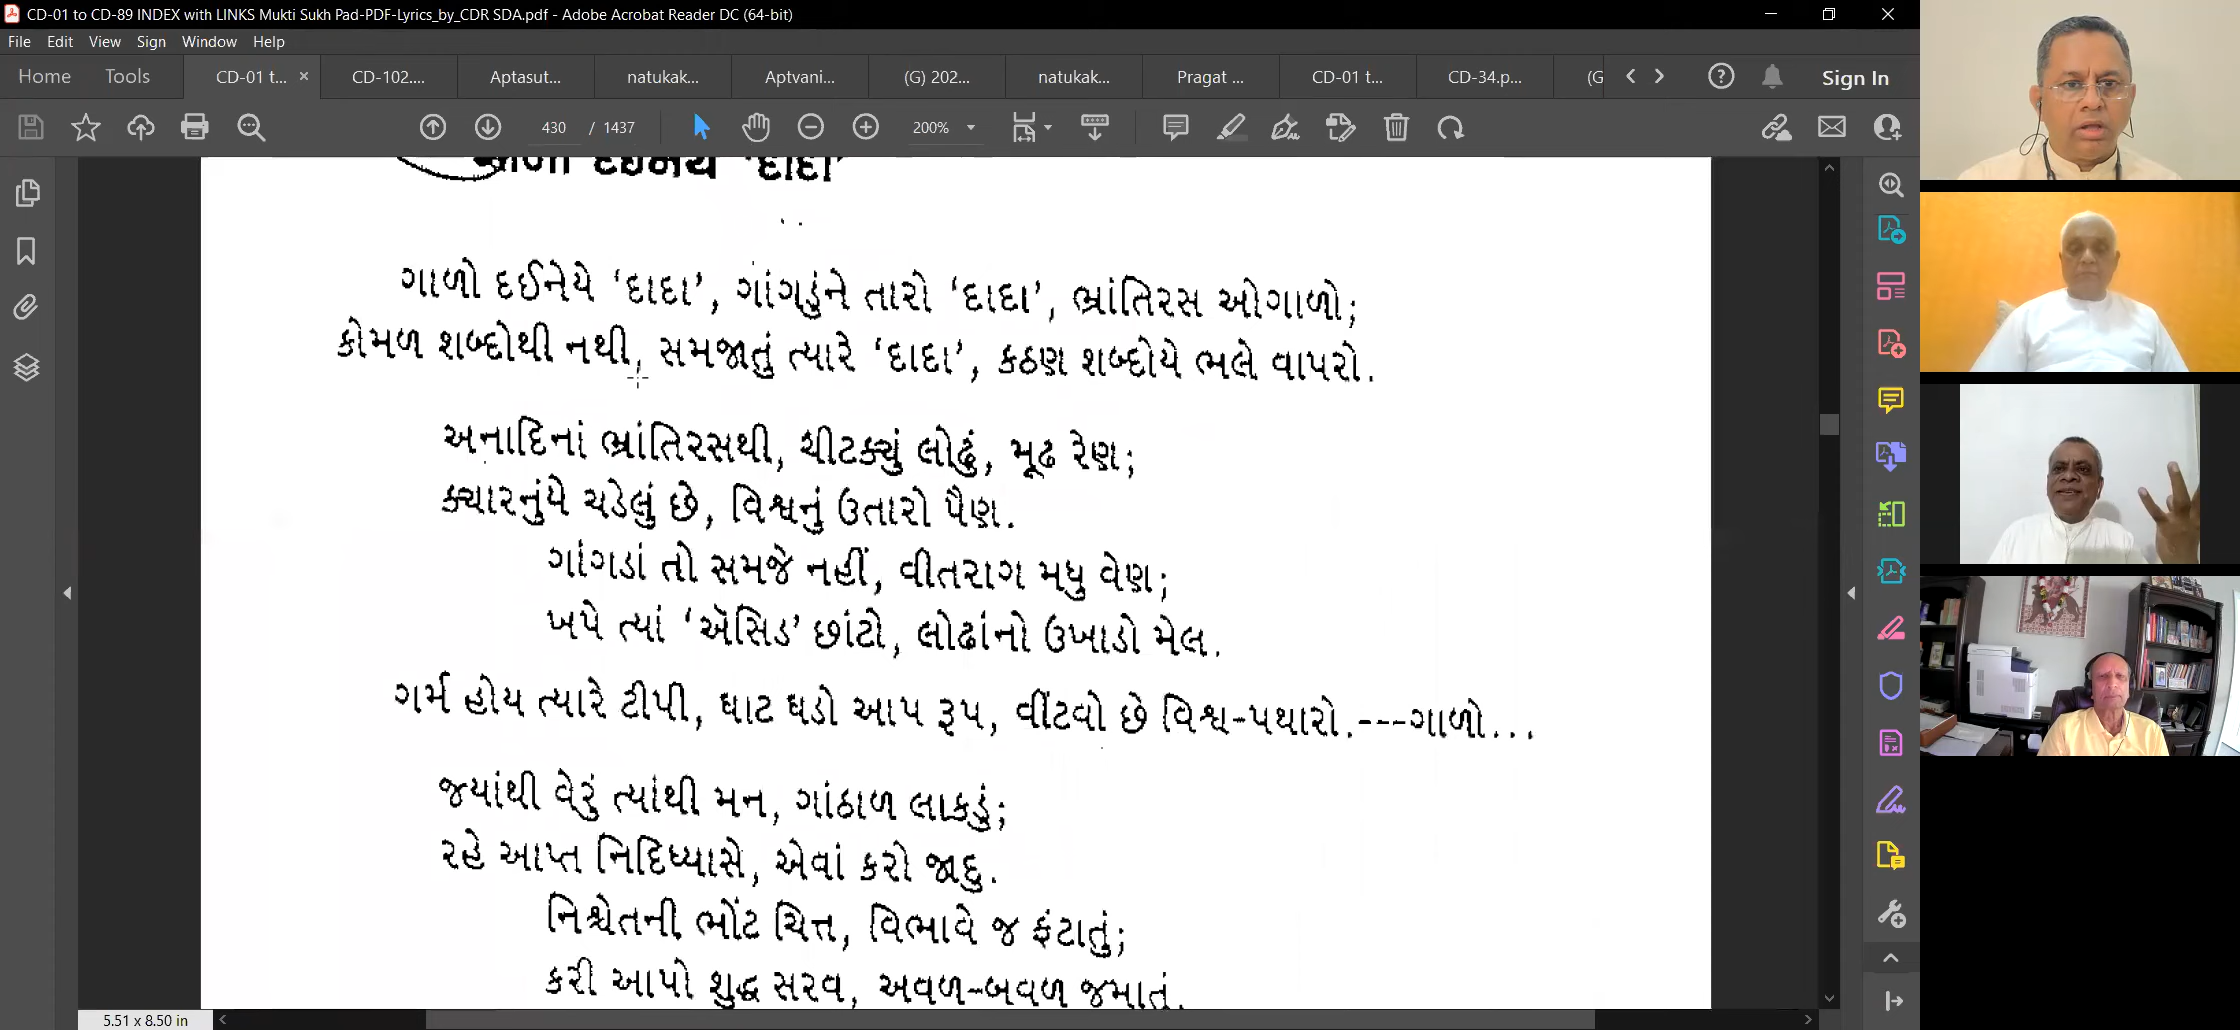 CD-01 to CD-89 INDEX with LINKS Mukti Sukh Pad-PDF-Lyrics_by_CDR SDA.pdf - Adobe Acrobat Reader DC (64-bit)
File Edit View Sign Window Help
Home Tools CD-01 t... CD-102.... Aptasut... natukak... Aptvani... (G) 202... natukak... Pragat ... CD-01 t... CD-34.p... (G Sign In
430 / 1437 200%
દઈનેય 'દાદા'
ગાળો દઈનેયે 'દાદા', ગાંગડુંને તારો 'દાદા', ભ્રાંતિરસ ઓગાળો;
કોમળ શબ્દોથી નથી, સમજાતું ત્યારે 'દાદા', કઠણ શબ્દોયે ભલે વાપરો.
અનાદિનાં ભ્રાંતિરસથી, ચીટક્યું લોઢું, મૂઢ રેણ;
ક્યારનુંયે ચડેલું છે, વિશ્વનું ઉતારો પૈણ.
ગાંગડાં તો સમજે નહીં, વીતરાગ મધુ વેણ;
ખપે ત્યાં 'ઍસિડ' છાંટો, લોઢાંનો ઉખાડો મેલ.
ગર્મ હોય ત્યારે ટીપી, ઘાટ ઘડો આપ રૂપ, વીંટવો છે વિશ્વ-પથારો.---ગાળો...
જ્યાંથી વેરું ત્યાંથી મન, ગાંઠાળ લાકડું;
રહે આપ્ત નિદિધ્યાસે, એવાં કરો જાદુ.
નિશ્ચેતની ભોંટ ચિત્ત, વિભાવે જ ફંટાતું;
કરી આપો શુદ્ધ સરવ, અવળ-બવળ જમાતું.
5.51 x 8.50 in